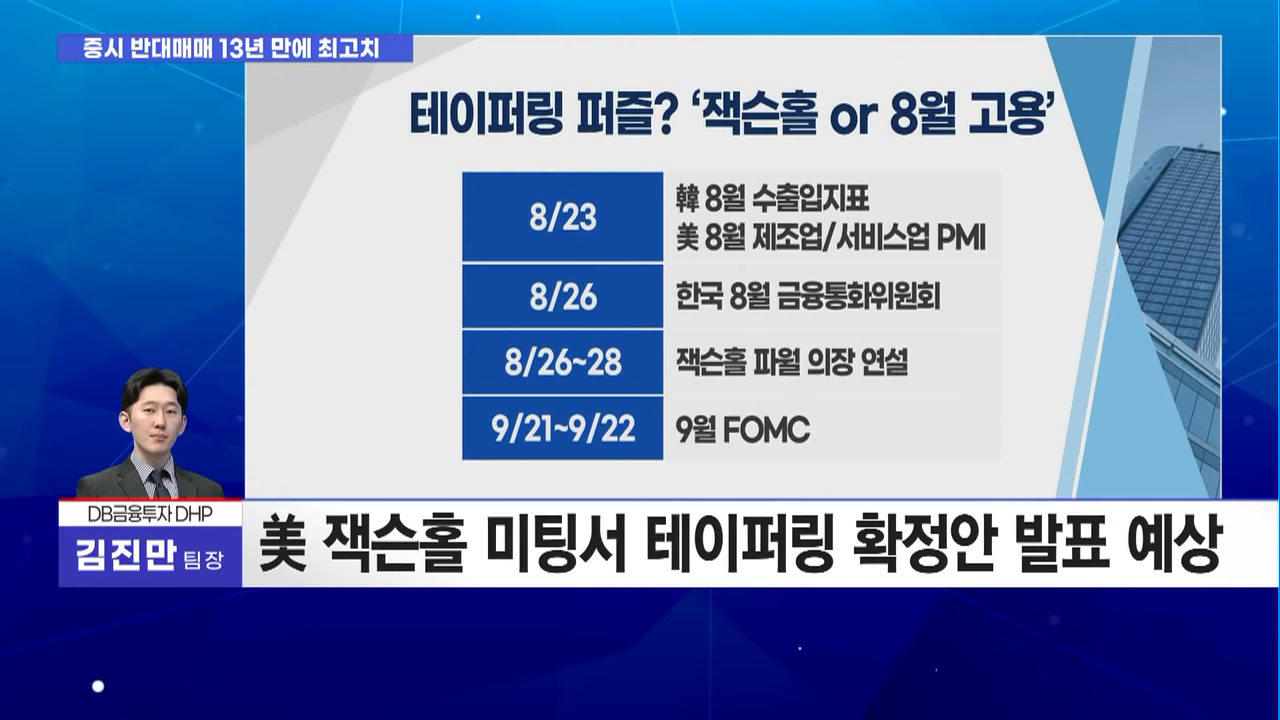 증시 반대매매 13년 만에 최고치
테이퍼링 퍼즐? ‘잭슨홀 or 8월 고용’
8/23
韓 8월 수출입지표
美 8월 제조업/서비스업 PMI
8/26
한국 8월 금융통화위원회
8/26~28
잭슨홀 파월 의장 연설
9/21~9/22
9월 FOMC
DB금융투자 DHP
김진만 팀장
美 잭슨홀 미팅서 테이퍼링 확정안 발표 예상